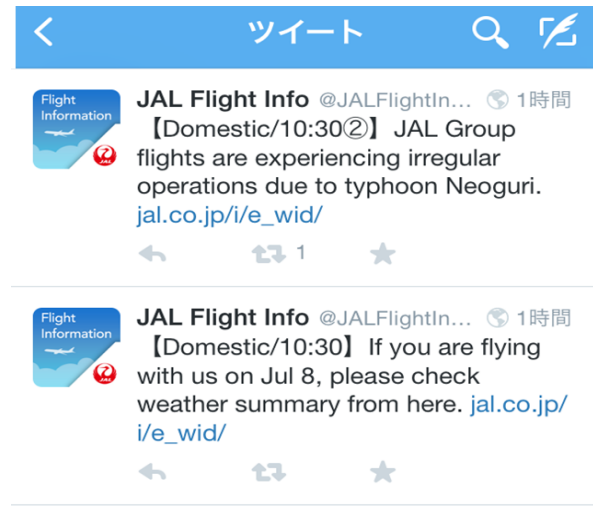 ツイート
Flight
Information
JAL
JAL Flight Info @JALFlightIn... 1時間
【Domestic/10:30②】JAL Group
flights are experiencing irregular
operations due to typhoon Neoguri.
jal.co.jp/i/e_wid/
1
Flight
Information
JAL
JAL Flight Info @JALFlightIn... 1時間
【Domestic/10:30】If you are flying
with us on Jul 8, please check
weather summary from here. jal.co.jp/
i/e_wid/